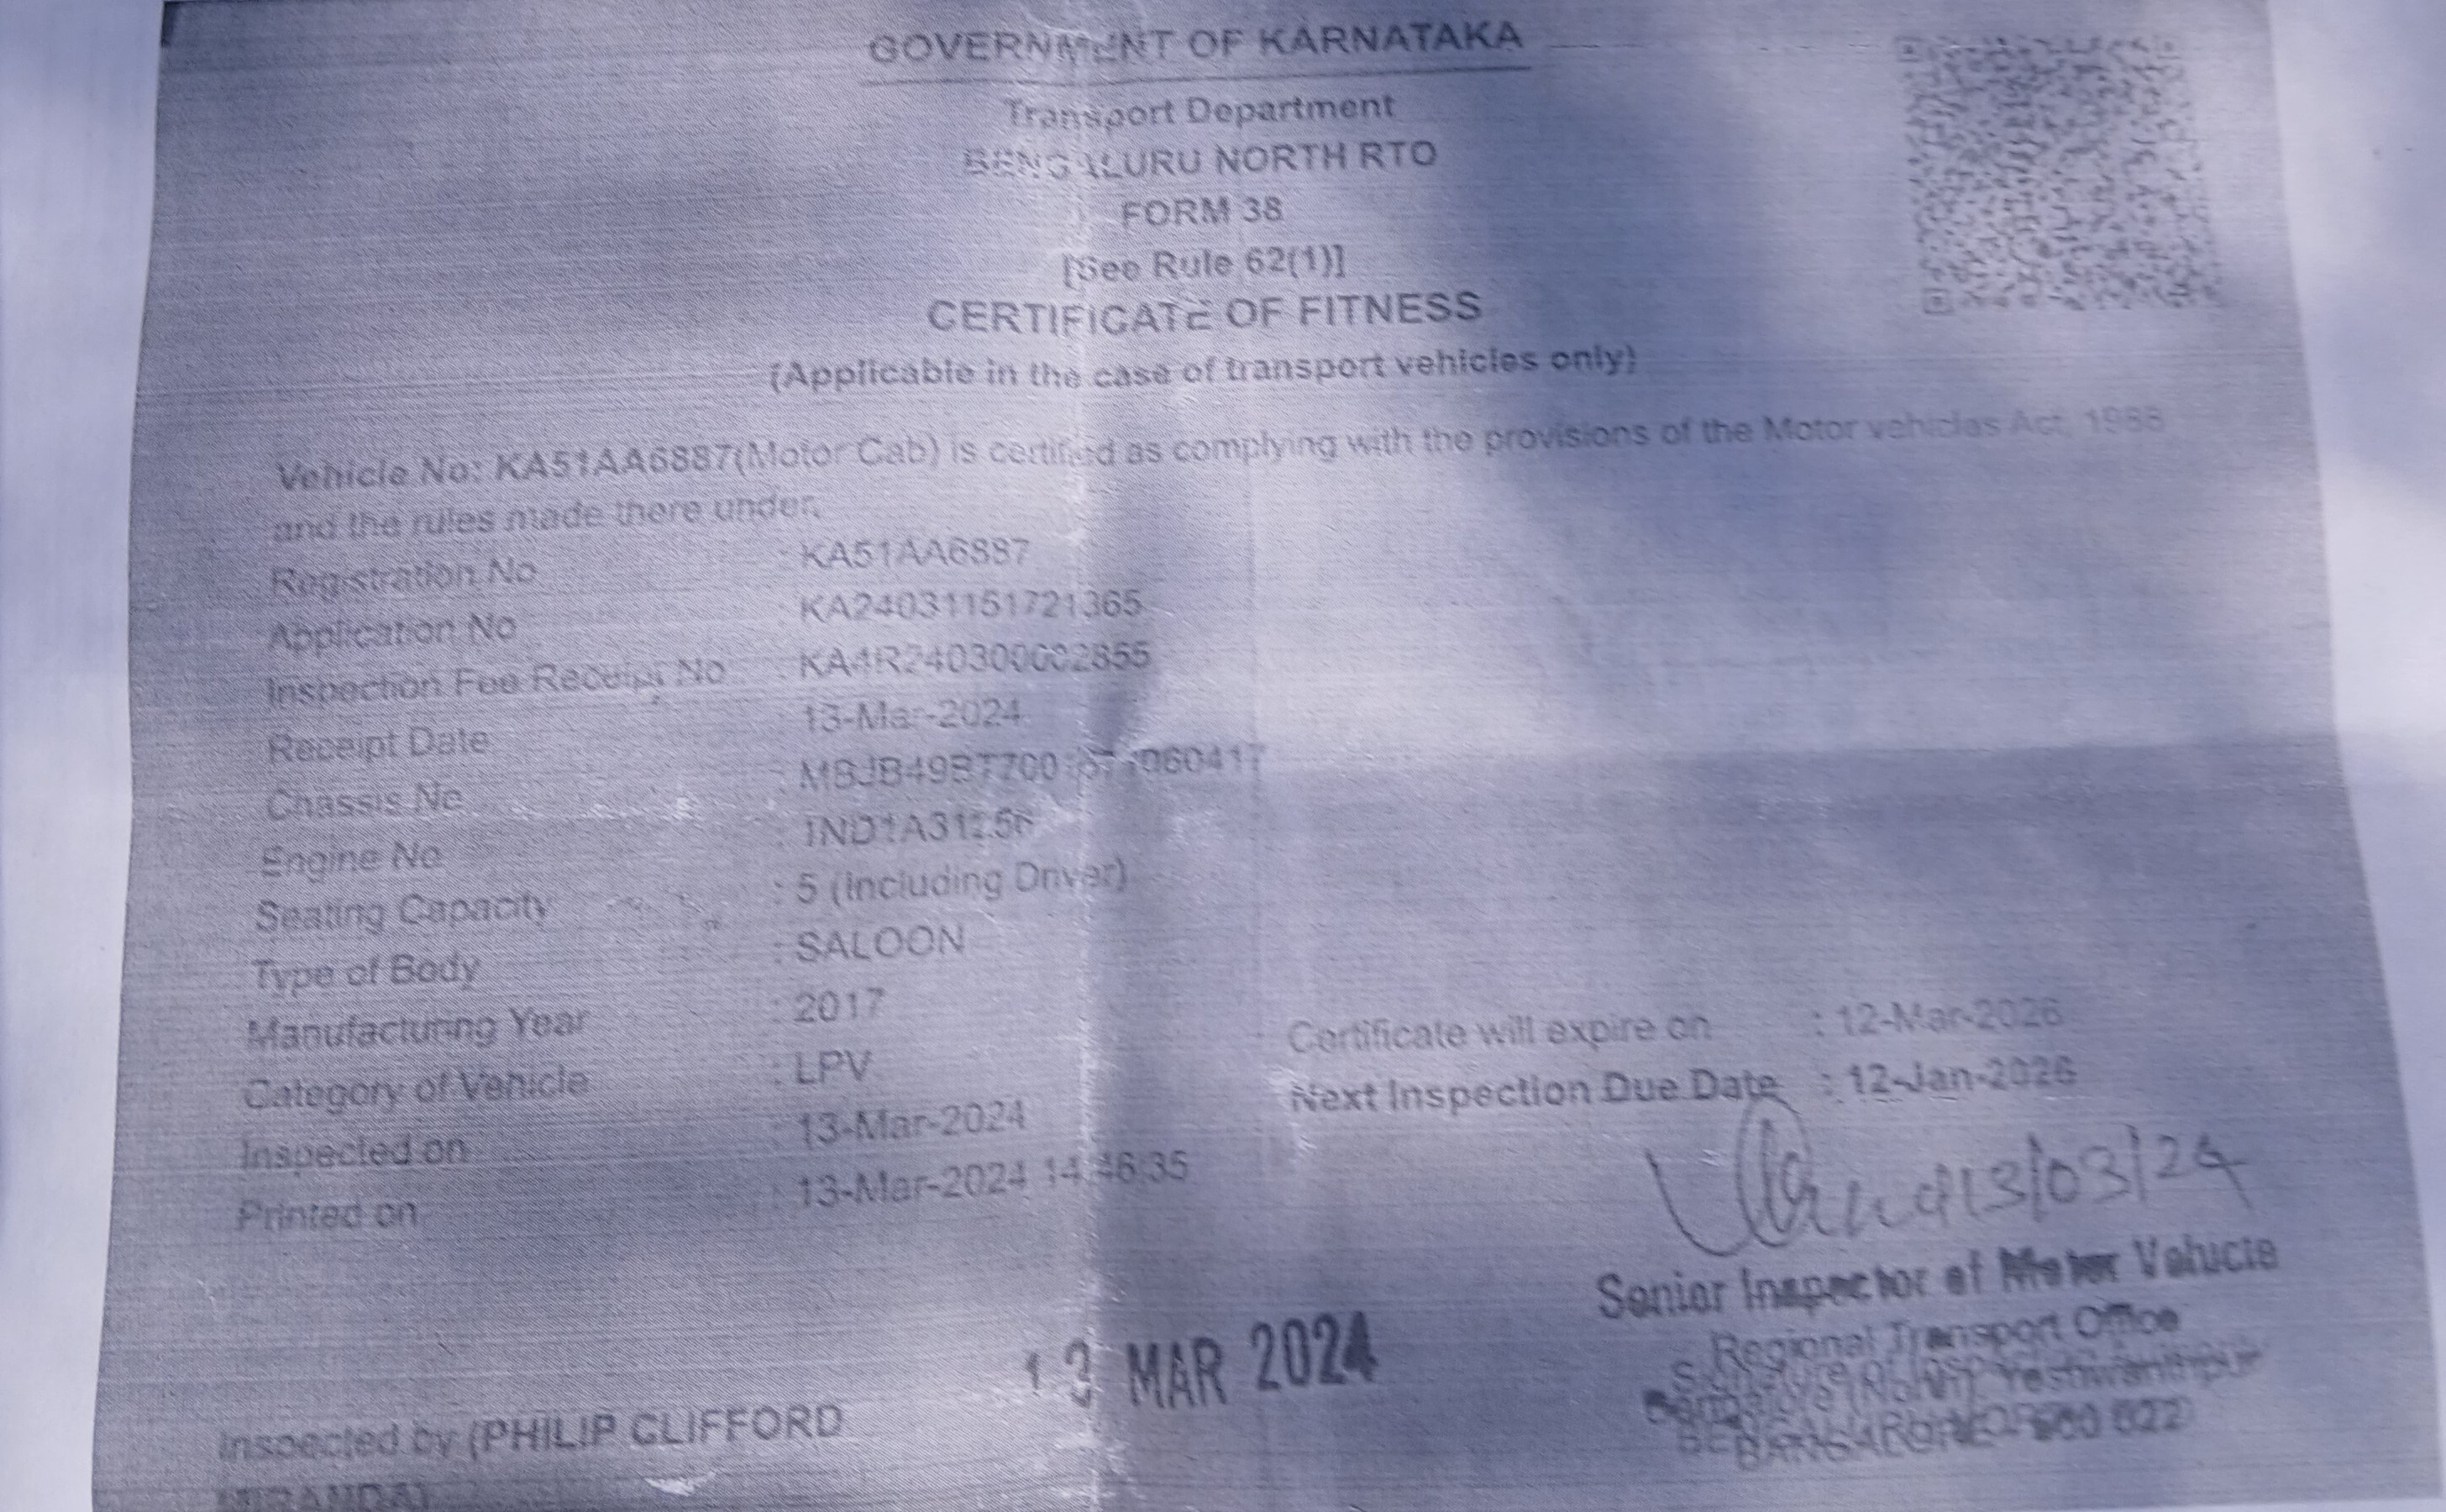 GOVERNMENT OF KARNATAKA
Transport Department
BENGALURU NORTH RTO
FORM 38
[See Rule 62(1)]
CERTIFICATE OF FITNESS
(Applicable in the case of transport vehicles only)
Vehicle No: KA51AA6887(Motor Cab) is certified as complying with the provisions of the Motor vehicles Act, 1988
and the rules made there under.
Registration No : KA51AA6887
Application No : KA24031151721365
Inspection Fee Receipt No : KA4R240300002855
Receipt Date : 13-Mar-2024
Chassis No :
Engine No :
Seating Capacity : 5 (Including Driver)
Type of Body : SALOON
Manufacturing Year : 2017
Category of Vehicle : LPV
Inspected on : 13-Mar-2024
Printed on : 13-Mar-2024 14:46:35
Certificate will expire on : 12-Mar-2026
Next Inspection Due Date : 12-Jan-2026
13/03/24
Senior Inspector of Motor Vehicle
Regional Transport Office
Yeshwanthpur
13 MAR 2024
Inspected by (PHILIP CLIFFORD
MIRANDA)